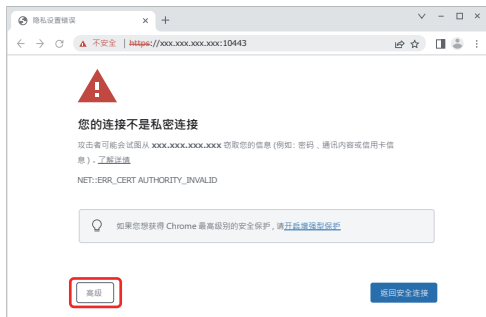 隐私设置错误
不安全 | https://xxx.xxx.xxx.xxx:10443
您的连接不是私密连接
攻击者可能会试图从 xxx.xxx.xxx.xxx 窃取您的信息 (例如: 密码 , 通讯内容或信用卡信
息) 。了解详情
NET::ERR_CERT AUTHORITY_INVALID
如果您想获得 Chrome 最高级别的安全保护 , 请开启增强型保护
高级
返回安全连接